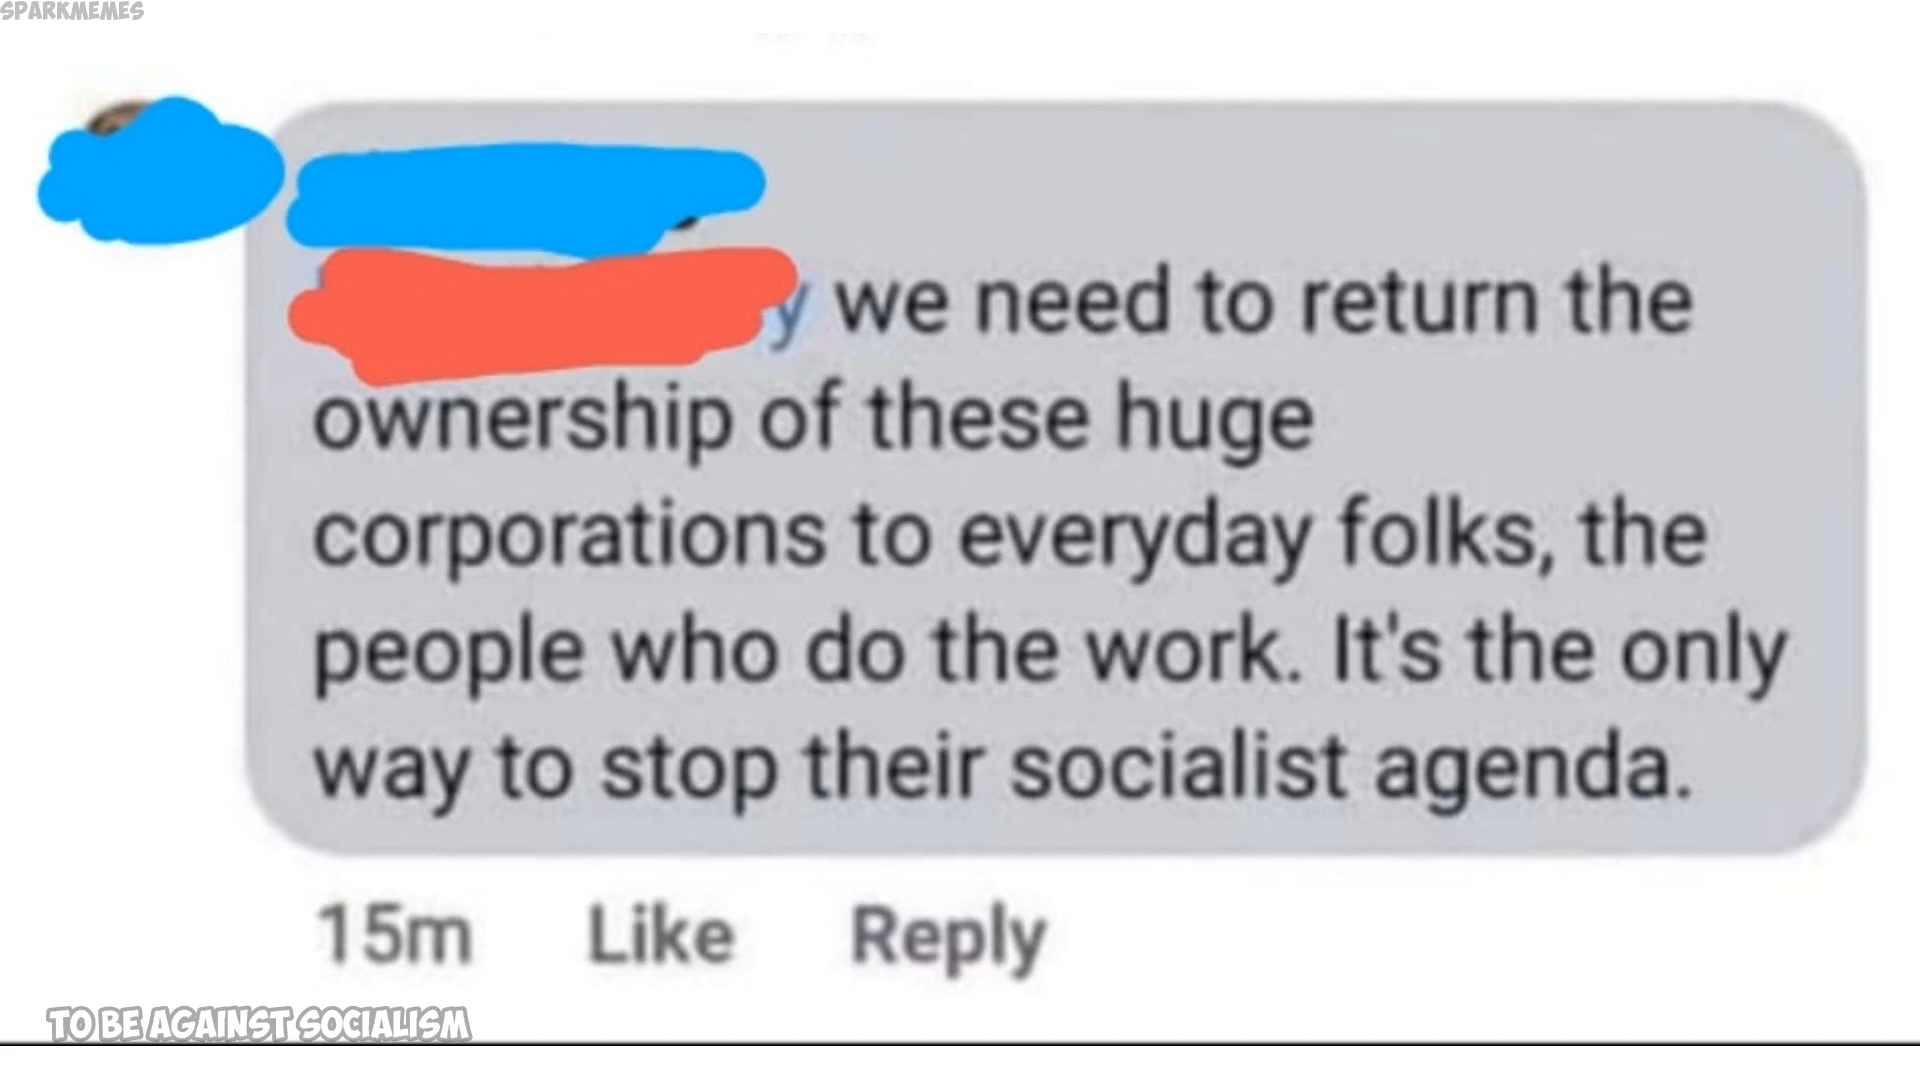 SPARKMEMES
y we need to return the
ownership of these huge
corporations to everyday folks, the
people who do the work. It's the only
way to stop their socialist agenda.
15m Like Reply
TO BE AGAINST SOCIALISM